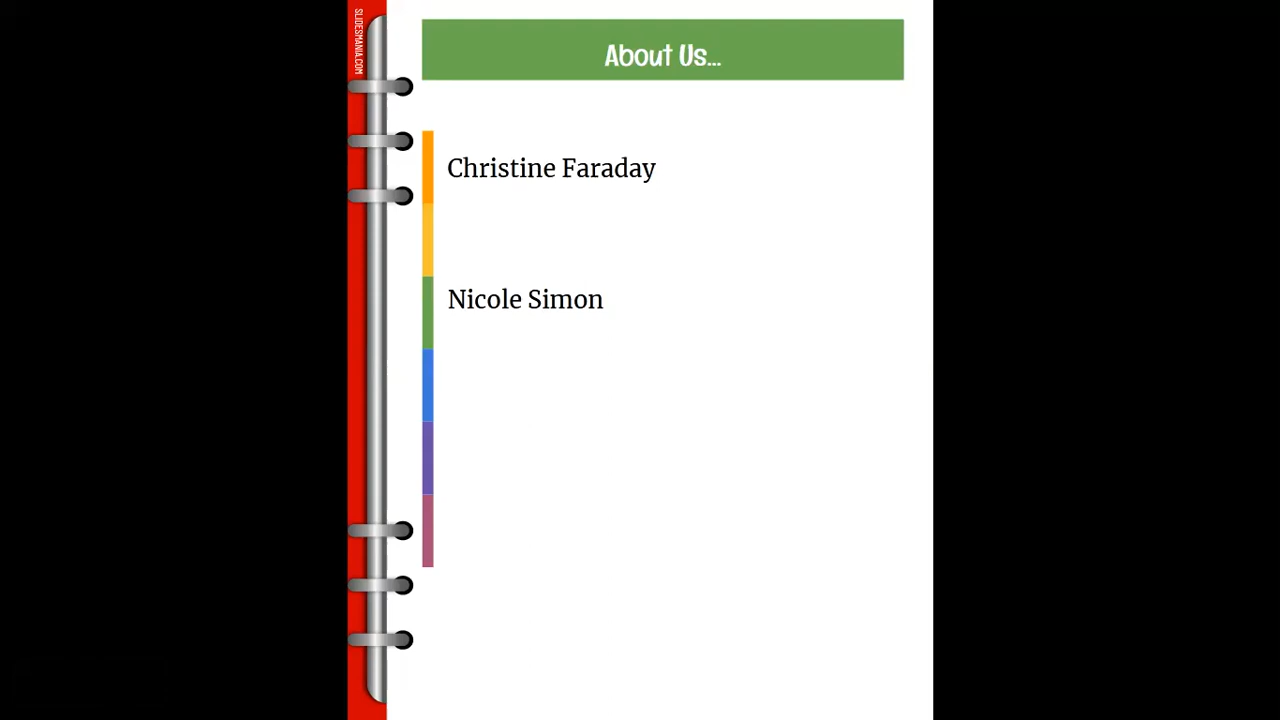 SLIDESMANIA.COM
About Us...
Christine Faraday
Nicole Simon